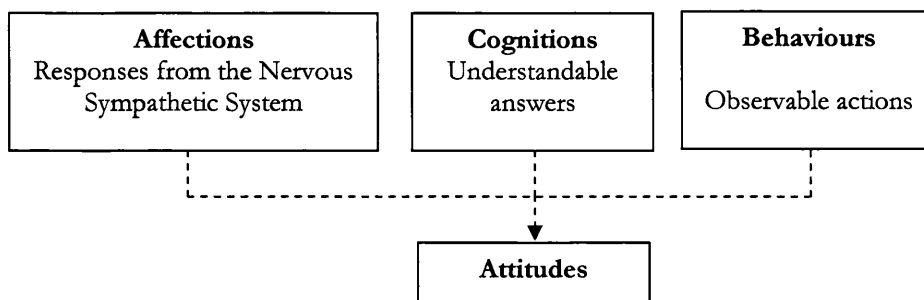 Affections
Responses from the Nervous
Sympathetic System
Cognitions
Understandable
answers
Behaviours
Observable actions
Attitudes